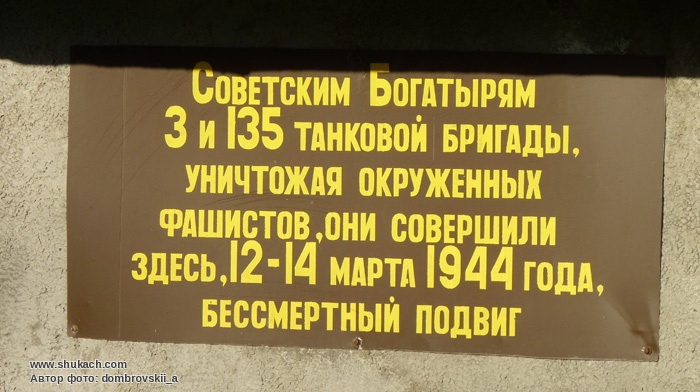 Советским Богатырям
3 и 135 танковой бригады,
уничтожая окруженных
фашистов, они совершили
здесь, 12-14 марта 1944 года,
бессмертный подвиг
www.shukach.com
Автор фото: dombrovskii_a